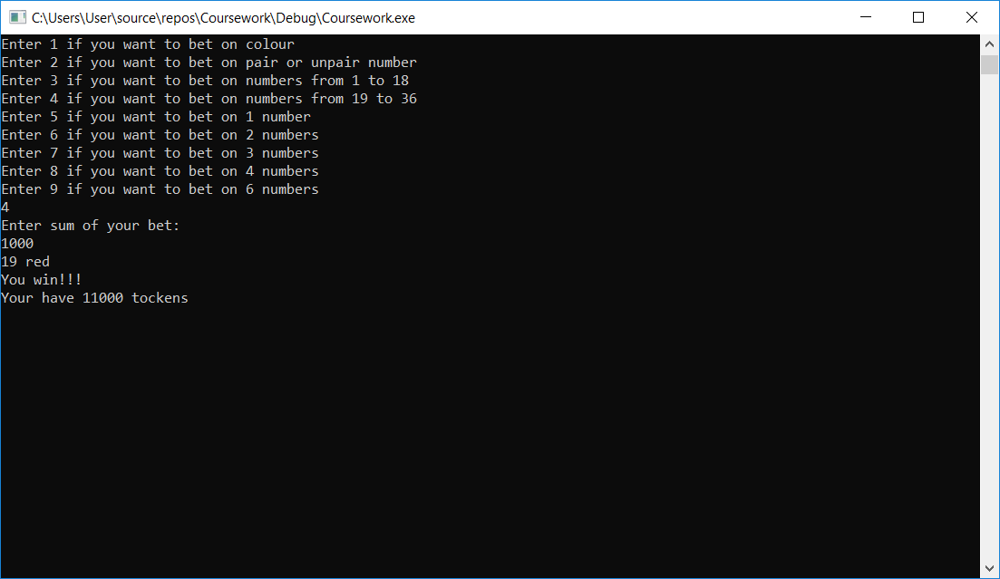 C:\Users\User\source\repos\Coursework\Debug\Coursework.exe
Enter 1 if you want to bet on colour
Enter 2 if you want to bet on pair or unpair number
Enter 3 if you want to bet on numbers from 1 to 18
Enter 4 if you want to bet on numbers from 19 to 36
Enter 5 if you want to bet on 1 number
Enter 6 if you want to bet on 2 numbers
Enter 7 if you want to bet on 3 numbers
Enter 8 if you want to bet on 4 numbers
Enter 9 if you want to bet on 6 numbers
4
Enter sum of your bet:
1000
19 red
You win!!!
Your have 11000 tockens